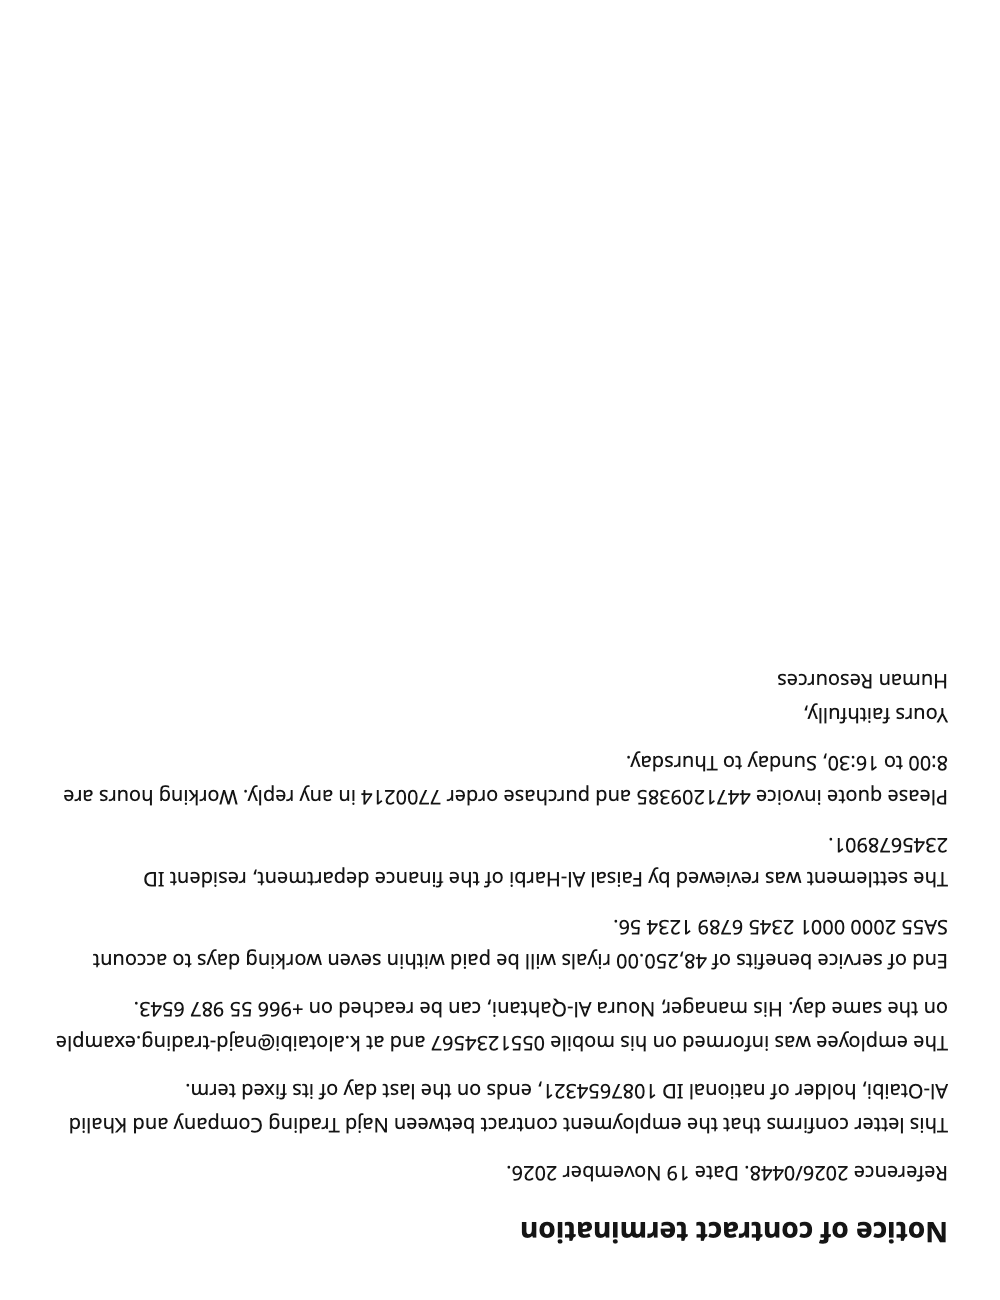 Notice of contract termination
Reference 2026/0448. Date 19 November 2026.
This letter confirms that the employment contract between Najd Trading Company and Khalid
Al-Otaibi, holder of national ID 1087654321, ends on the last day of its fixed term.
The employee was informed on his mobile 0551234567 and at k.alotaibi@najd-trading.example
on the same day. His manager, Noura Al-Qahtani, can be reached on +966 55 987 6543.
End of service benefits of 48,250.00 riyals will be paid within seven working days to account
SA55 2000 0001 2345 6789 1234 56.
The settlement was reviewed by Faisal Al-Harbi of the finance department, resident ID
2345678901.
Please quote invoice 4471209385 and purchase order 7700214 in any reply. Working hours are
8:00 to 16:30, Sunday to Thursday.
Yours faithfully,
Human Resources